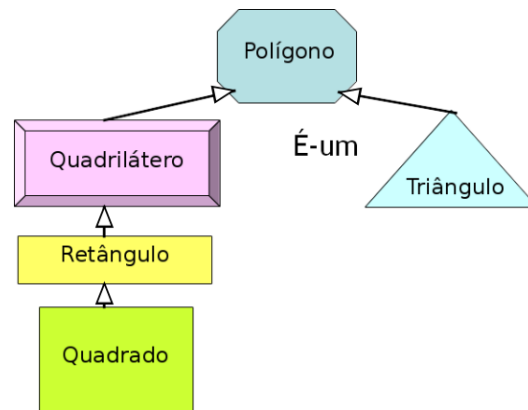 Polígono
Quadrilátero
É-um
Triângulo
Retângulo
Quadrado